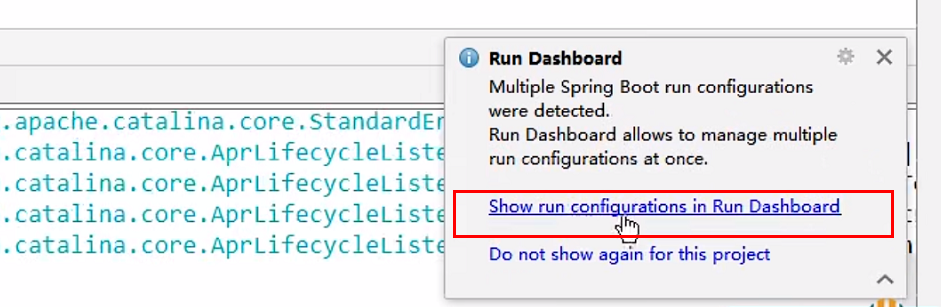 Run Dashboard
Multiple Spring Boot run configurations
were detected.
Run Dashboard allows to manage multiple
run configurations at once.
Show run configurations in Run Dashboard
Do not show again for this project
.apache.catalina.core.StandardEn
.catalina.core.AprLifecycleListe
.catalina.core.AprLifecycleListe
.catalina.core.AprLifecycleListe
.catalina.core.AprLifecycleListe